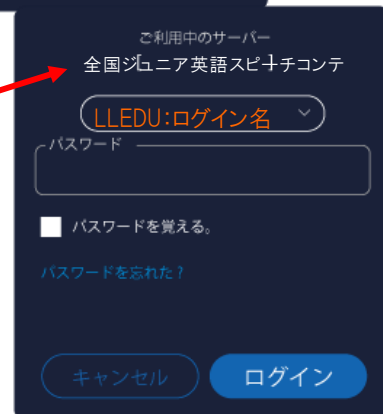 ご利用中のサーバー
全国ジュニア英語スピーチコンテ
LLEDU:ログイン名
パスワード
パスワードを覚える。
パスワードを忘れた?
キャンセル
ログイン